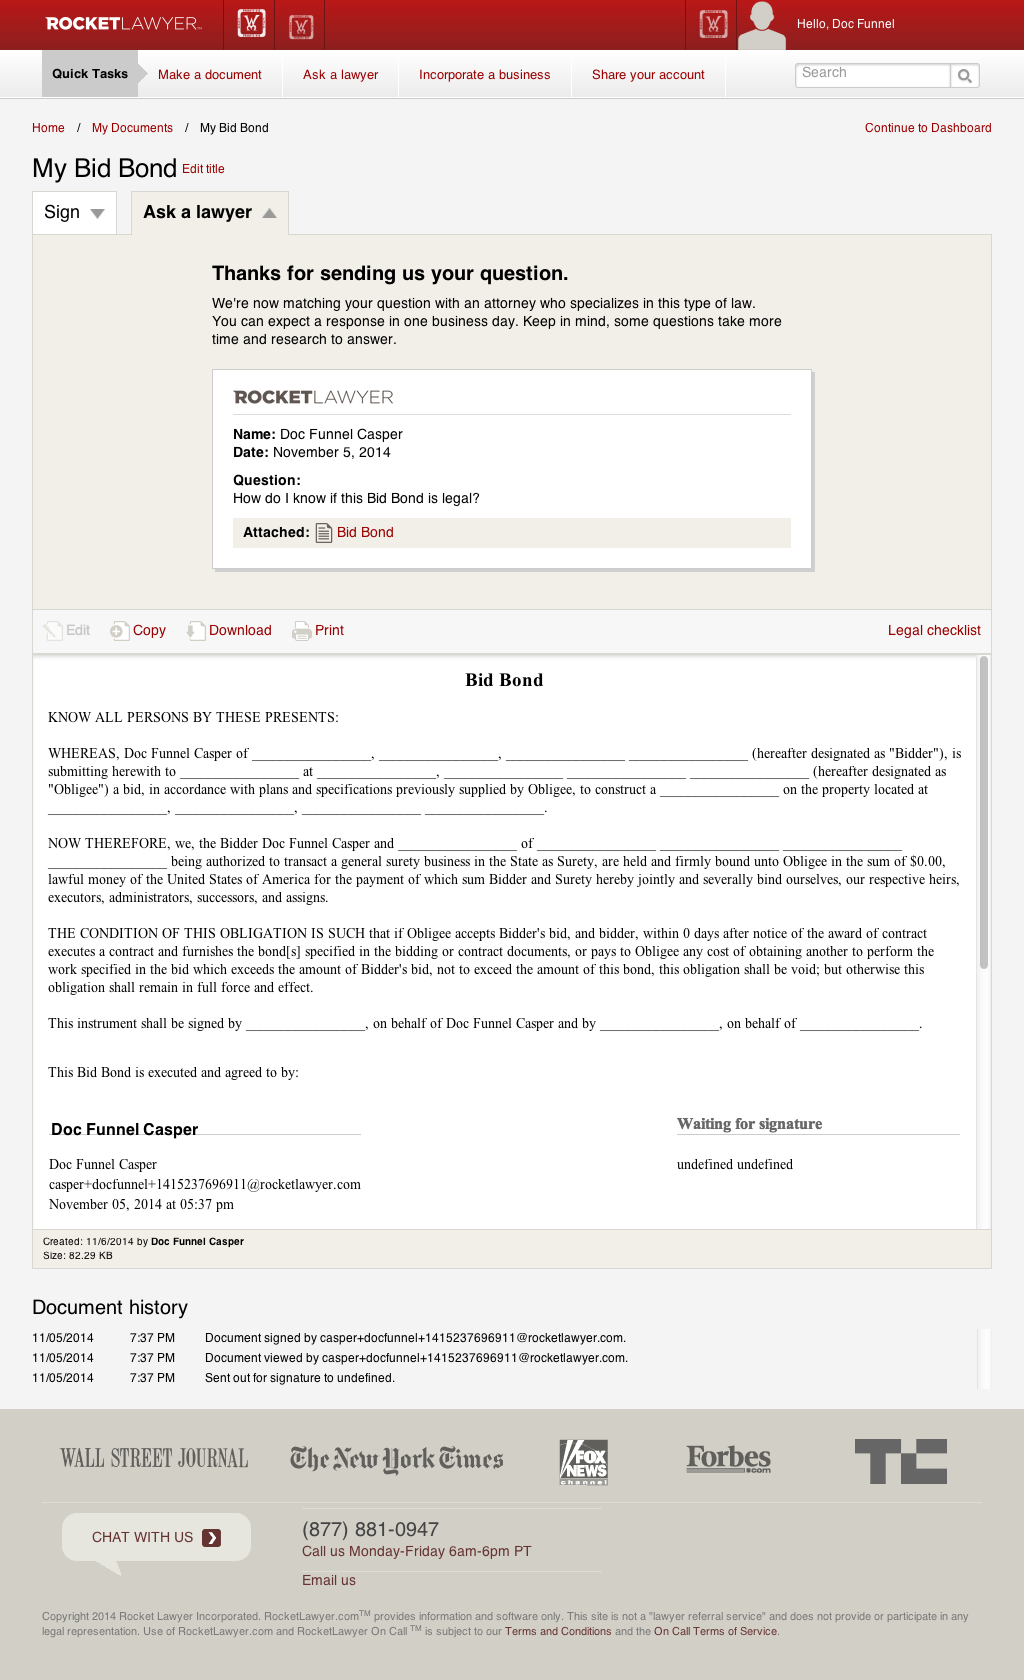 ROCKETLAWYER
Hello, Doc Funnel
Quick Tasks Make a document Ask a lawyer Incorporate a business Share your account Search
Home / My Documents / My Bid Bond Continue to Dashboard
My Bid Bond Edit title
Sign Ask a lawyer
Thanks for sending us your question.
We're now matching your question with an attorney who specializes in this type of law.
You can expect a response in one business day. Keep in mind, some questions take more
time and research to answer.
ROCKETLAWYER
Name: Doc Funnel Casper
Date: November 5, 2014
Question:
How do I know if this Bid Bond is legal?
Attached: Bid Bond
Edit Copy Download Print Legal checklist
Bid Bond
KNOW ALL PERSONS BY THESE PRESENTS:
WHEREAS, Doc Funnel Casper of _________________, _________________, _________________ _________________ (hereafter designated as "Bidder"), is
submitting herewith to _________________ at _________________, _________________ _________________ _________________ (hereafter designated as
"Obligee") a bid, in accordance with plans and specifications previously supplied by Obligee, to construct a _________________ on the property located at
_________________, _________________, _________________ _________________.
NOW THEREFORE, we, the Bidder Doc Funnel Casper and _________________ of _________________ _________________ _________________
_________________ being authorized to transact a general surety business in the State as Surety, are held and firmly bound unto Obligee in the sum of $0.00,
lawful money of the United States of America for the payment of which sum Bidder and Surety hereby jointly and severally bind ourselves, our respective heirs,
executors, administrators, successors, and assigns.
THE CONDITION OF THIS OBLIGATION IS SUCH that if Obligee accepts Bidder's bid, and bidder, within 0 days after notice of the award of contract
executes a contract and furnishes the bond[s] specified in the bidding or contract documents, or pays to Obligee any cost of obtaining another to perform the
work specified in the bid which exceeds the amount of Bidder's bid, not to exceed the amount of this bond, this obligation shall be void; but otherwise this
obligation shall remain in full force and effect.
This instrument shall be signed by _________________, on behalf of Doc Funnel Casper and by _________________, on behalf of _________________.
This Bid Bond is executed and agreed to by:
Doc Funnel Casper Waiting for signature
Doc Funnel Casper undefined undefined
casper+docfunnel+1415237696911@rocketlawyer.com
November 05, 2014 at 05:37 pm
Created: 11/6/2014 by Doc Funnel Casper
Size: 82.29 KB
Document history
11/05/2014 7:37 PM Document signed by casper+docfunnel+1415237696911@rocketlawyer.com.
11/05/2014 7:37 PM Document viewed by casper+docfunnel+1415237696911@rocketlawyer.com.
11/05/2014 7:37 PM Sent out for signature to undefined.
WALL STREET JOURNAL The New York Times FOX NEWS channel Forbes .com TC
CHAT WITH US
(877) 881-0947
Call us Monday-Friday 6am-6pm PT
Email us
Copyright 2014 Rocket Lawyer Incorporated. RocketLawyer.com™ provides information and software only. This site is not a "lawyer referral service" and does not provide or participate in any
legal representation. Use of RocketLawyer.com and RocketLawyer On Call ™ is subject to our Terms and Conditions and the On Call Terms of Service.